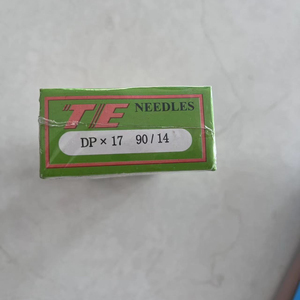 TE NEEDLES
DP × 17 90 / 14